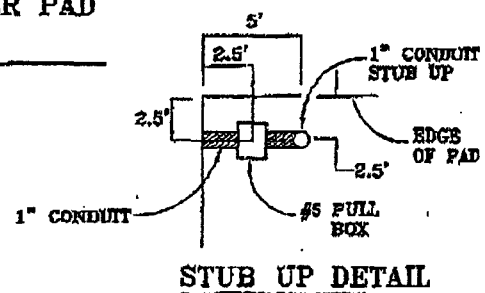 R PAD
5'
2.5'
1" CONDUIT
STUB UP
2.5'
EDGE
OF PAD
2.5'
1" CONDUIT
#5 PULL
BOX
STUB UP DETAIL